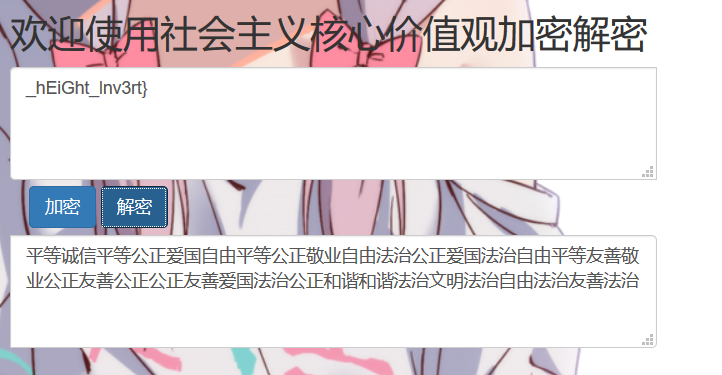 欢迎使用社会主义核心价值观加密解密
_hEiGht_lnv3rt}
加密 解密
平等诚信平等公正爱国自由平等公正敬业自由法治公正爱国法治自由平等友善敬
业公正友善公正公正友善爱国法治公正和谐和谐法治文明法治自由法治友善法治